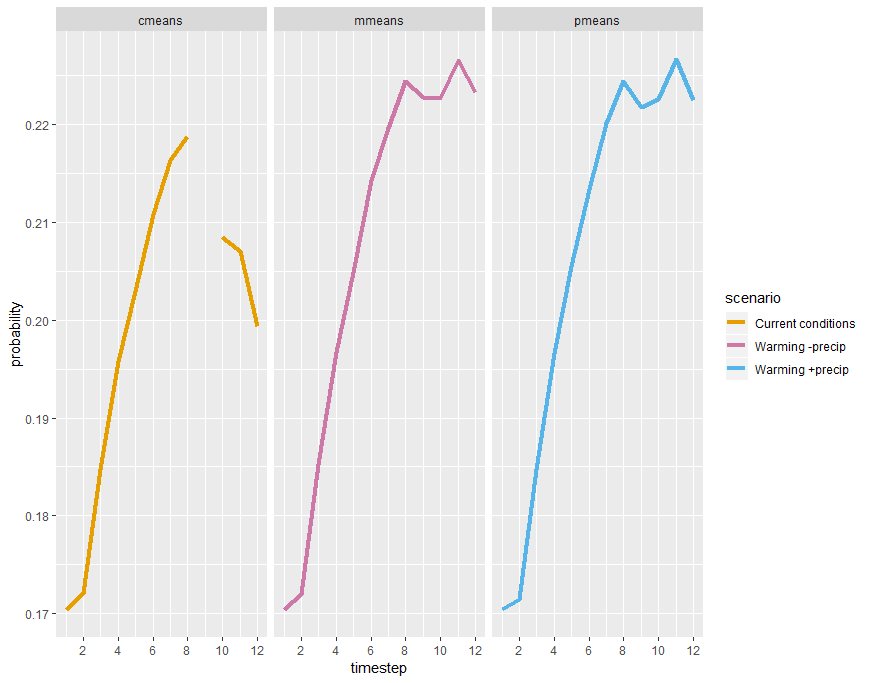 cmeans mmeans pmeans
0.22
0.21
0.20
0.19
0.18
0.17
probability
2 4 6 8 10 12 2 4 6 8 10 12 2 4 6 8 10 12
timestep
scenario
Current conditions
Warming -precip
Warming +precip